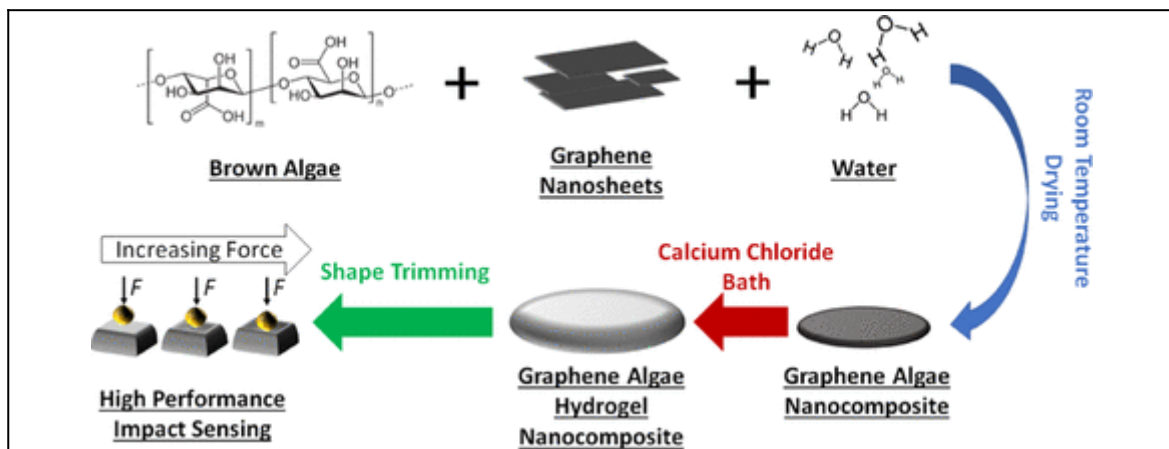 OH
O
OH
OH
O
O
HO
O
O
HO
O
HO
O
O
OH
OH
m
n
+
+
H
O
H
O
H
H
H
O
H
O
H
H
Brown Algae
Graphene
Nanosheets
Water
Room Temperature
Drying
Increasing Force
F
F
F
Shape Trimming
Calcium Chloride
Bath
High Performance
Impact Sensing
Graphene Algae
Hydrogel
Nanocomposite
Graphene Algae
Nanocomposite